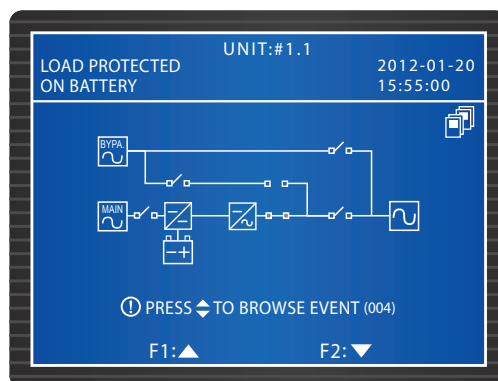 UNIT:#1.1
LOAD PROTECTED
ON BATTERY
2012-01-20
15:55:00
BYPA.
MAIN
PRESS TO BROWSE EVENT (004)
F1:
F2: